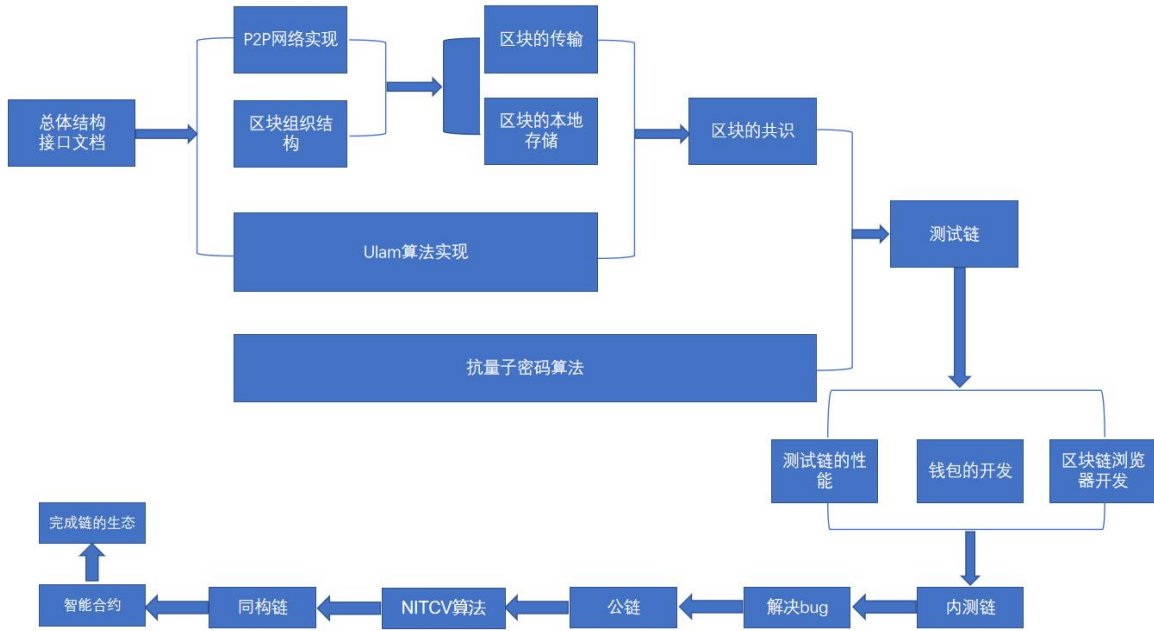 总体结构
接口文档
P2P网络实现
区块组织结
构
Ulam算法实现
抗量子密码算法
区块的传输
区块的本地
存储
区块的共识
测试链
测试链的性
能
钱包的开发
区块链浏览
器开发
内测链
解决bug
公链
NITCV算法
同构链
智能合约
完成链的生态